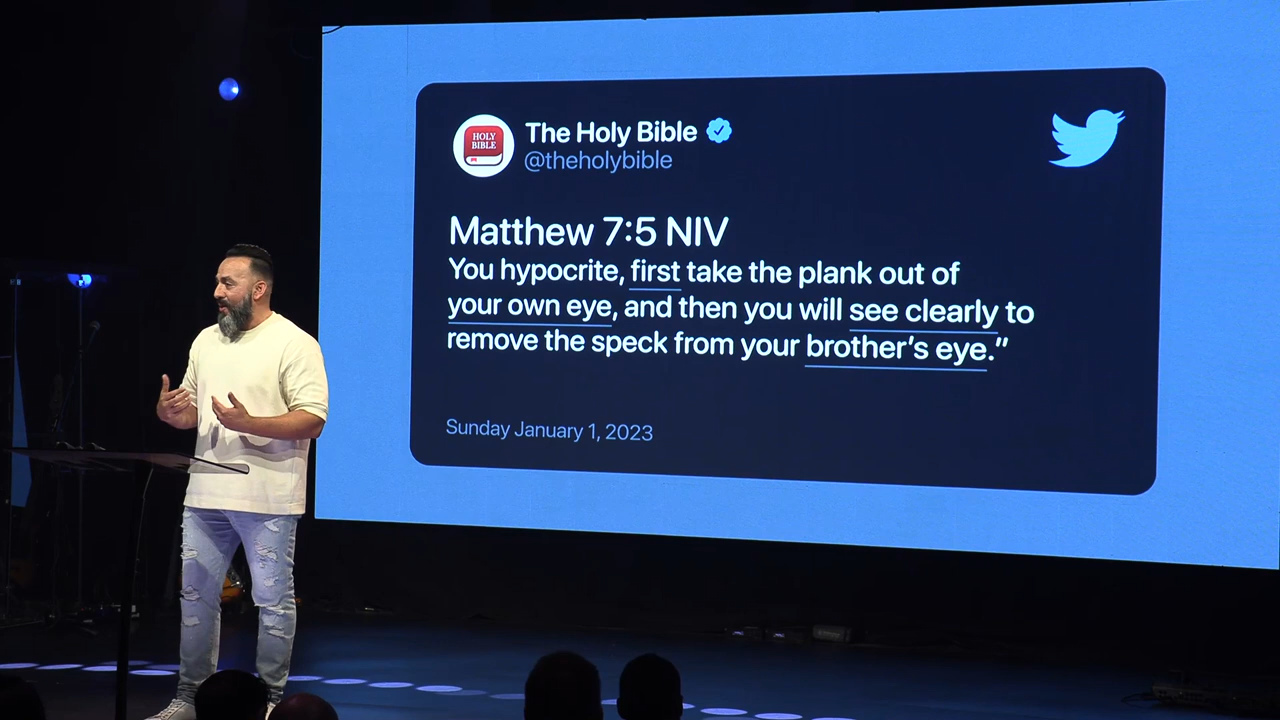 HOLY
BIBLE
The Holy Bible
@theholybible
Matthew 7:5 NIV
You hypocrite, first take the plank out of
your own eye, and then you will see clearly to
remove the speck from your brother’s eye.”
Sunday January 1, 2023